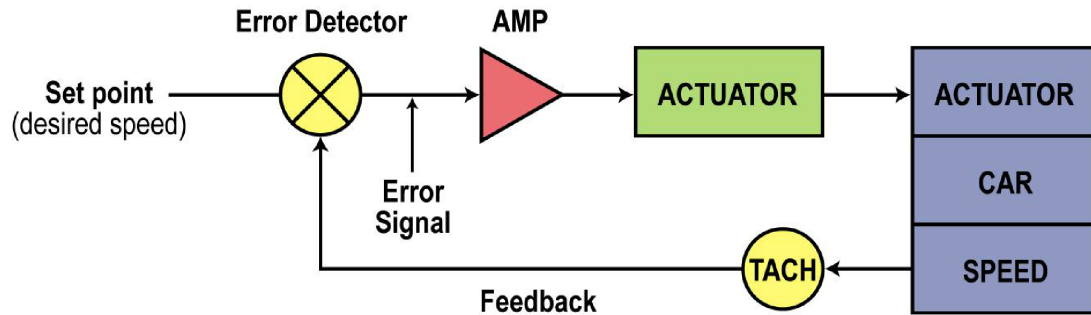 Error Detector
AMP
Set point
(desired speed)
ACTUATOR
ACTUATOR
CAR
SPEED
Error
Signal
TACH
Feedback